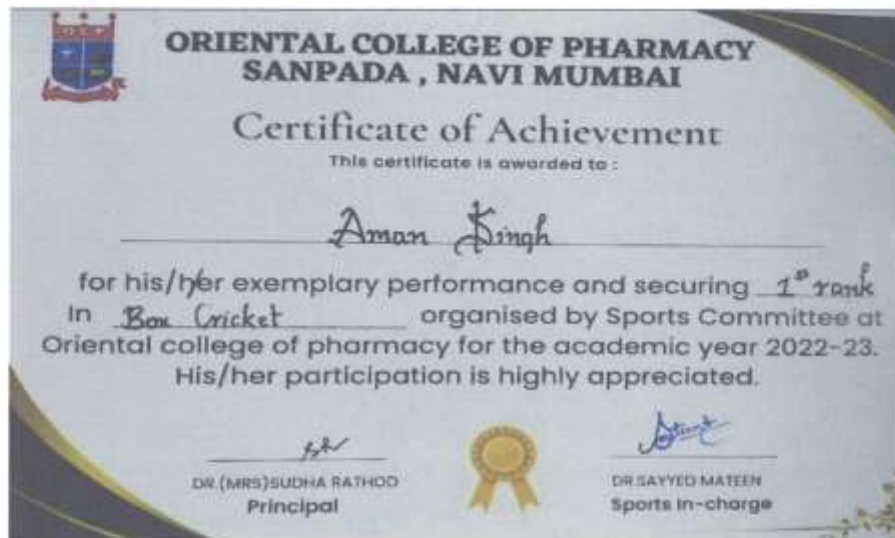 ORIENTAL COLLEGE OF PHARMACY
SANPADA , NAVI MUMBAI
Certificate of Achievement
This certificate is awarded to :
Aman Singh
for his/her exemplary performance and securing 1st rank
In Box Cricket organised by Sports Committee at
Oriental college of pharmacy for the academic year 2022-23.
His/her participation is highly appreciated.
DR.(MRS)SUDHA RATHOD
Principal
DR.SAYYED MATEEN
Sports In-charge